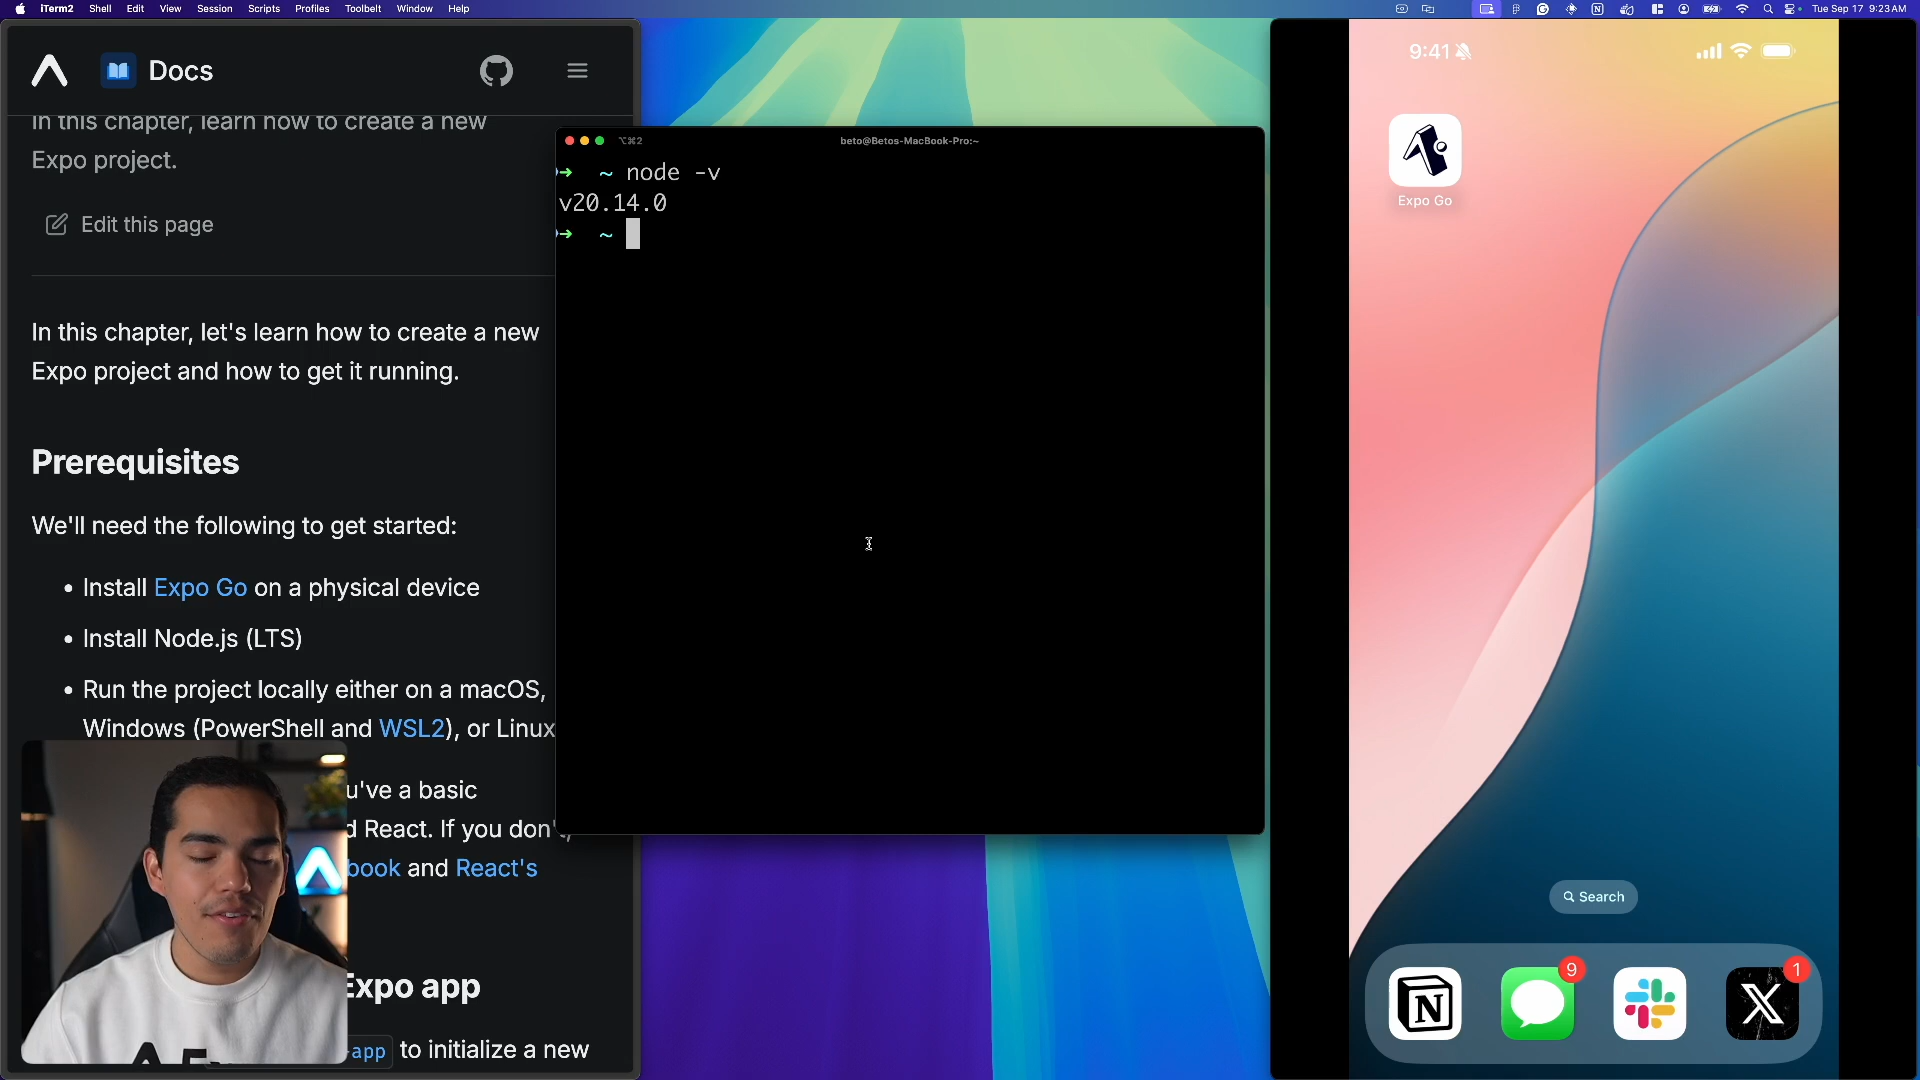 iTerm2 Shell Edit View Session Scripts Profiles Toolbelt Window Help
Tue Sep 17 9:23AM
Docs
In this chapter, learn how to create a new
Expo project.
Edit this page
In this chapter, let's learn how to create a new
Expo project and how to get it running.
Prerequisites
We'll need the following to get started:
• Install Expo Go on a physical device
• Install Node.js (LTS)
• Run the project locally either on a macOS,
Windows (PowerShell and WSL2), or Linux
u've a basic
d React. If you don't,
book and React's
Expo app
-app to initialize a new
⌥⌘2
beto@Betos-MacBook-Pro:~
➜ ~ node -v
v20.14.0
➜ ~
9:41
Expo Go
Search
9
1